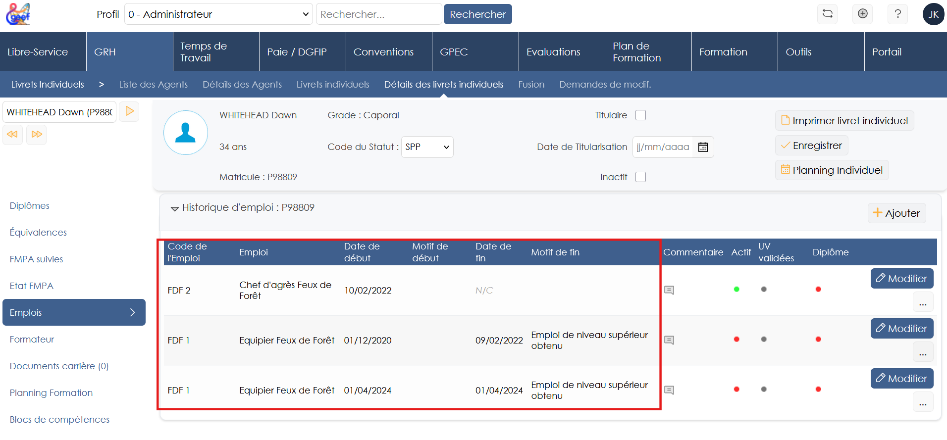 geef
Profil
0 - Administrateur
Rechercher...
Rechercher
?
JK
Libre-Service
GRH
Temps de
Travail
Paie / DGFIP
Conventions
GPEC
Evaluations
Plan de
Formation
Formation
Outils
Portail
Livrets Individuels > Liste des Agents Détails des Agents Livrets individuels Détails des livrets individuels Fusion Demandes de modif.
WHITEHEAD Dawn (P9880
Diplômes
Équivalences
FMPA suivies
Etat FMPA
Emplois
Formateur
Documents carrière (0)
Planning Formation
Blocs de compétences
WHITEHEAD Dawn
Grade : Caporal
Titulaire
Imprimer livret individuel
34 ans
Code du Statut : SPP
Date de Titularisation jj/mm/aaaa
Enregistrer
Matricule : P98809
Inactif
Planning Individuel
Historique d'emploi : P98809
+ Ajouter
Code de
l'Emploi
Emploi
Date de
début
Motif de
début
Date de
fin
Motif de fin
Commentaire
Actif
UV
validées
Diplôme
FDF 2
Chef d'agrès Feux de
Forêt
10/02/2022
N/C
Modifier
...
FDF 1
Equipier Feux de Forêt
01/12/2020
09/02/2022
Emploi de niveau supérieur
obtenu
Modifier
...
FDF 1
Equipier Feux de Forêt
01/04/2024
01/04/2024
Emploi de niveau supérieur
obtenu
Modifier
...